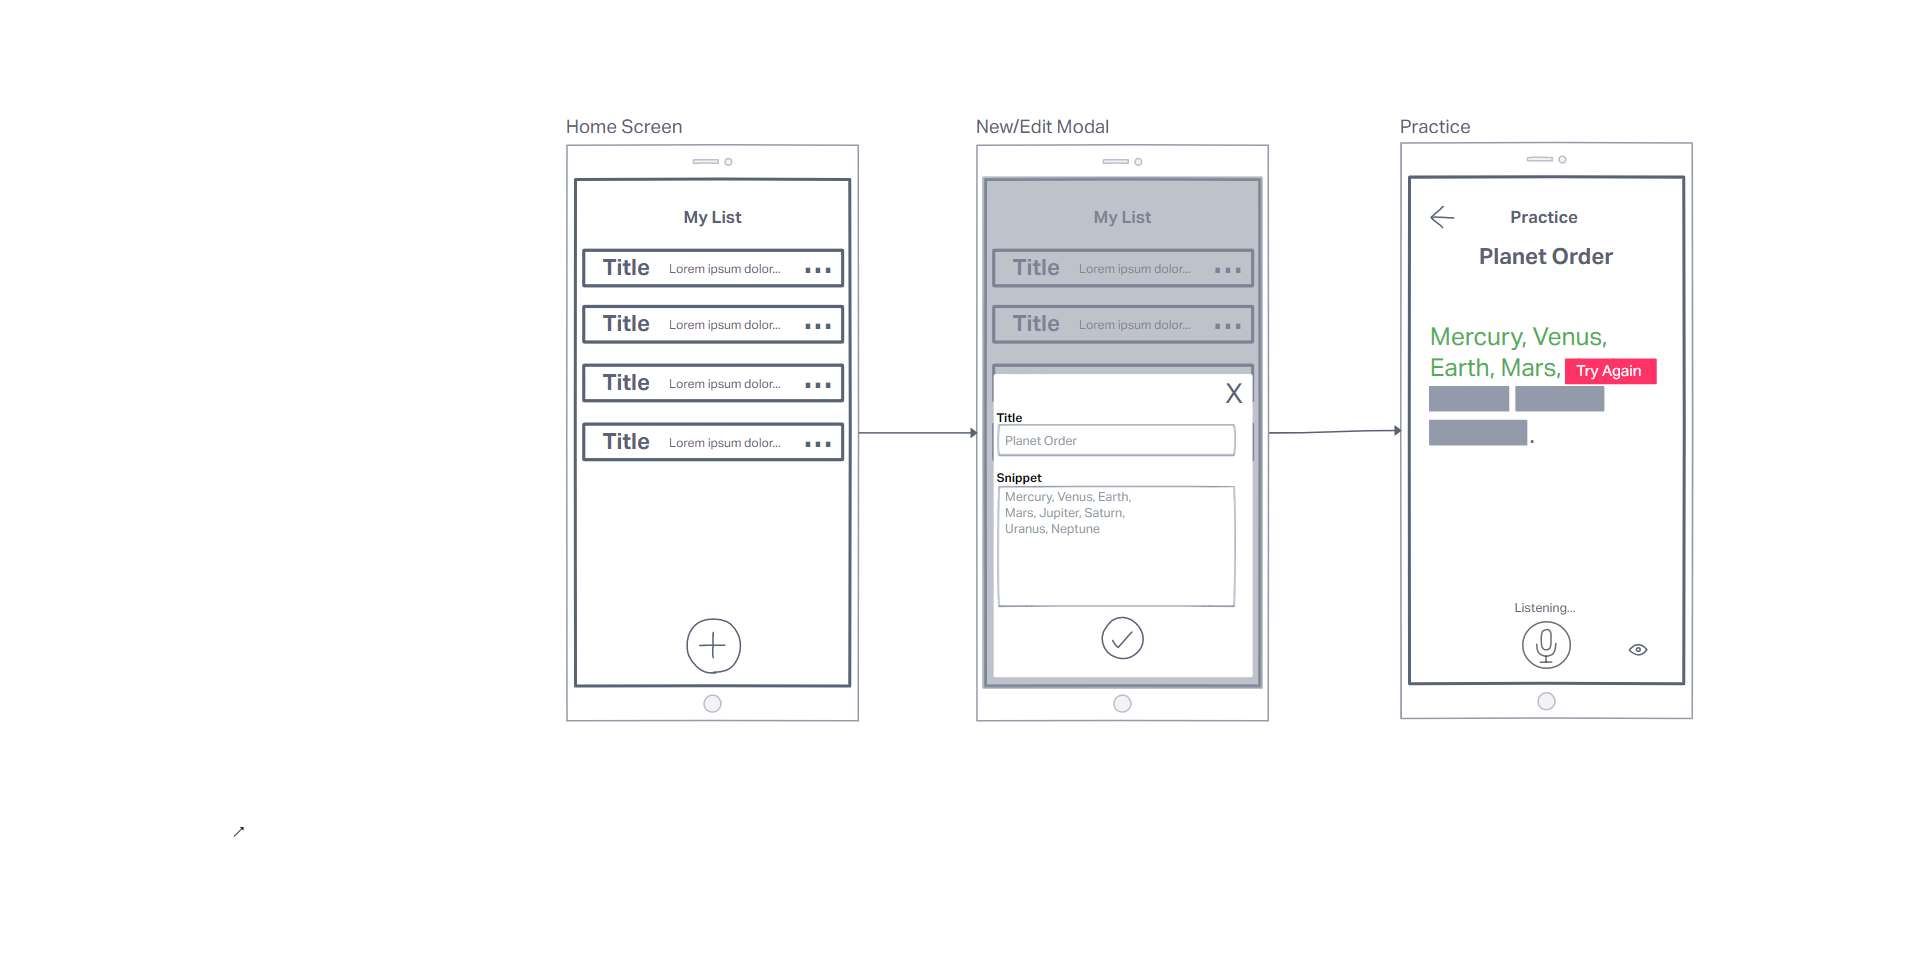 Home Screen
My List
Title Lorem ipsum dolor...
Title Lorem ipsum dolor...
Title Lorem ipsum dolor...
Title Lorem ipsum dolor...
New/Edit Modal
My List
Title Lorem ipsum dolor...
Title Lorem ipsum dolor...
X
Title
Planet Order
Snippet
Mercury, Venus, Earth,
Mars, Jupiter, Saturn,
Uranus, Neptune
Practice
Practice
Planet Order
Mercury, Venus,
Earth, Mars, Try Again
.
Listening...